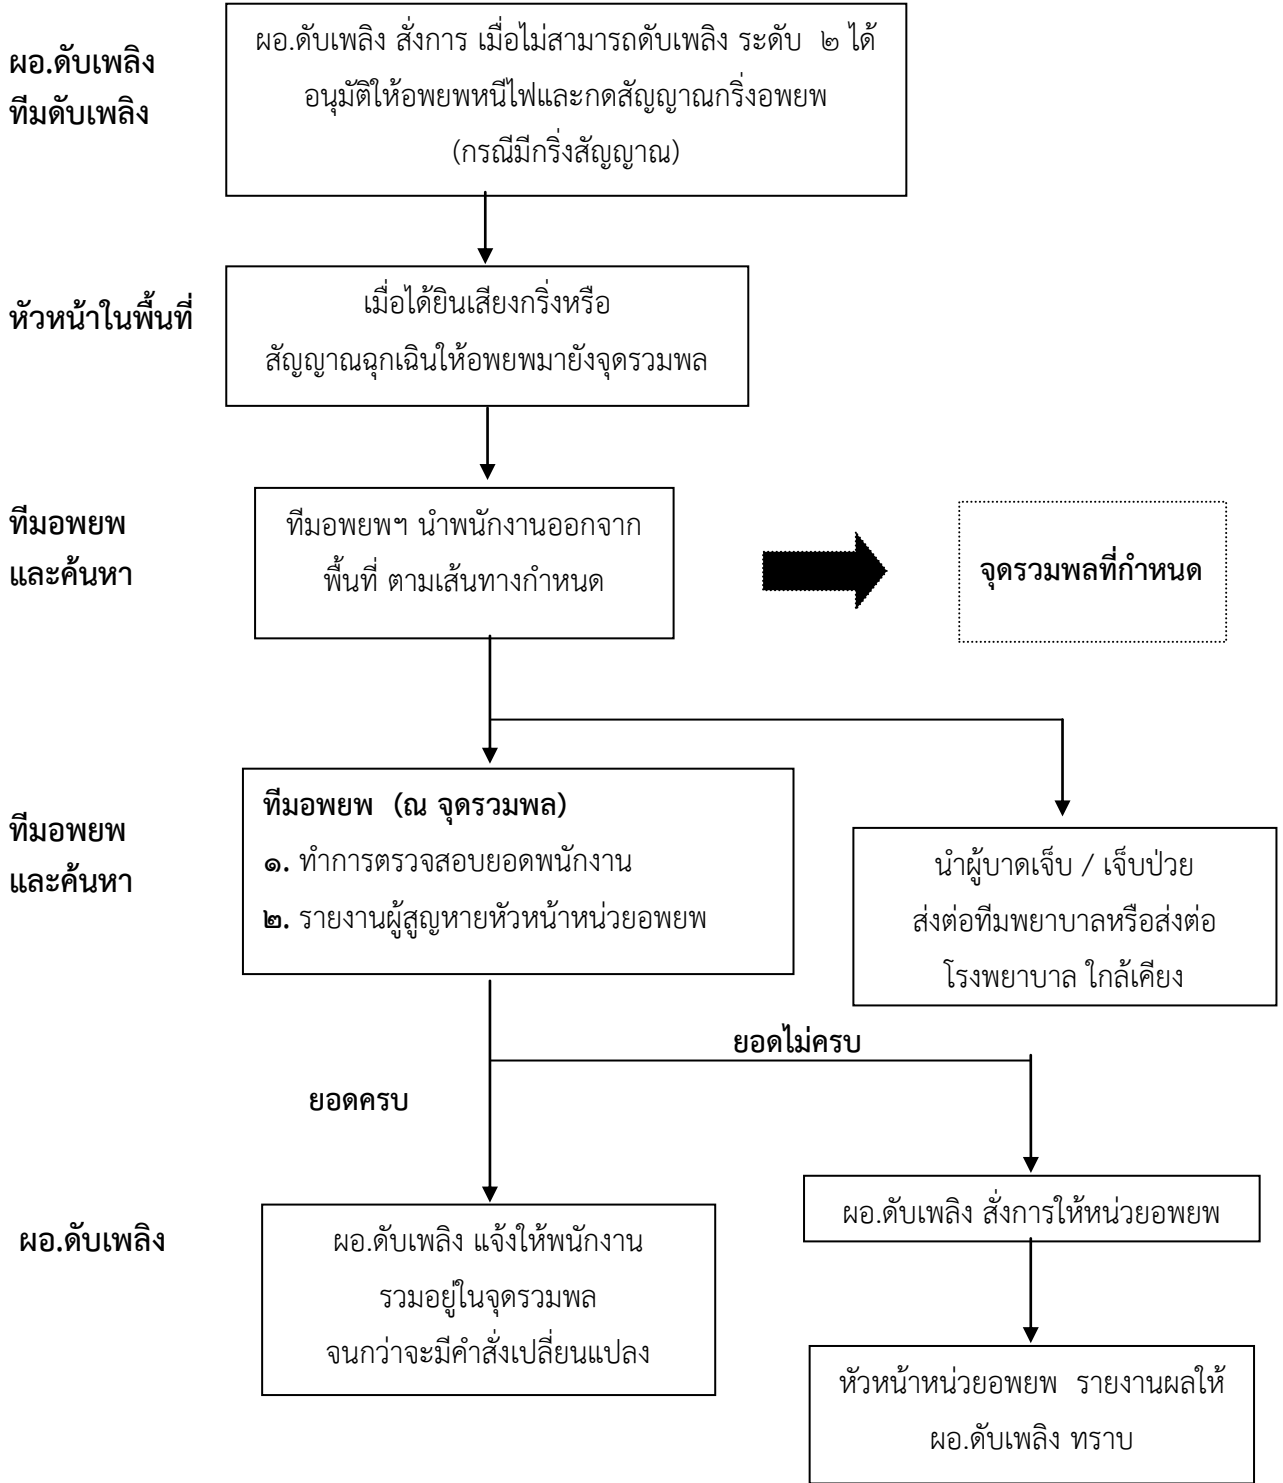 ผอ.ดับเพลิง
ทีมดับเพลิง
ผอ.ดับเพลิง สั่งการ เมื่อไม่สามารถดับเพลิง ระดับ ๒ ได้
อนุมัติให้อพยพหนีไฟและกดสัญญาณกริ่งอพยพ
(กรณีมีกริ่งสัญญาณ)
หัวหน้าในพื้นที่
เมื่อได้ยินเสียงกริ่งหรือ
สัญญาณฉุกเฉินให้อพยพมายังจุดรวมพล
ทีมอพยพ
และค้นหา
ทีมอพยพฯ นำพนักงานออกจาก
พื้นที่ ตามเส้นทางกำหนด
จุดรวมพลที่กำหนด
ทีมอพยพ
และค้นหา
ทีมอพยพ (ณ จุดรวมพล)
๑. ทำการตรวจสอบยอดพนักงาน
๒. รายงานผู้สูญหายหัวหน้าหน่วยอพยพ
นำผู้บาดเจ็บ / เจ็บป่วย
ส่งต่อทีมพยาบาลหรือส่งต่อ
โรงพยาบาล ใกล้เคียง
ยอดไม่ครบ
ยอดครบ
ผอ.ดับเพลิง
ผอ.ดับเพลิง แจ้งให้พนักงาน
รวมอยู่ในจุดรวมพล
จนกว่าจะมีคำสั่งเปลี่ยนแปลง
ผอ.ดับเพลิง สั่งการให้หน่วยอพยพ
หัวหน้าหน่วยอพยพ รายงานผลให้
ผอ.ดับเพลิง ทราบ